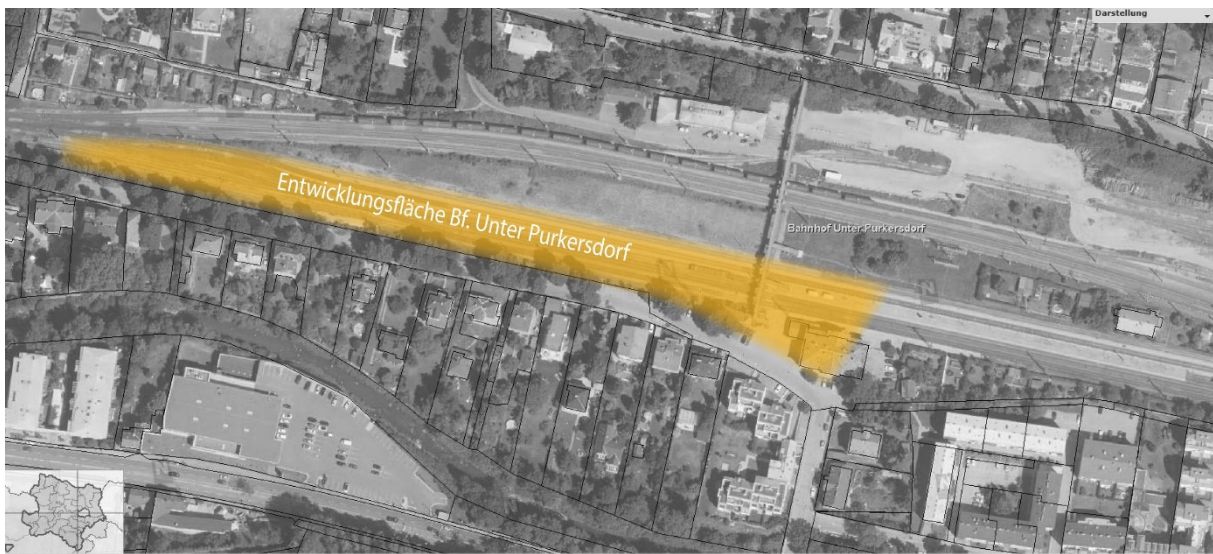 Darstellung
Entwicklungsfläche Bf. Unter Purkersdorf
Bahnhof Unter Purkersdorf